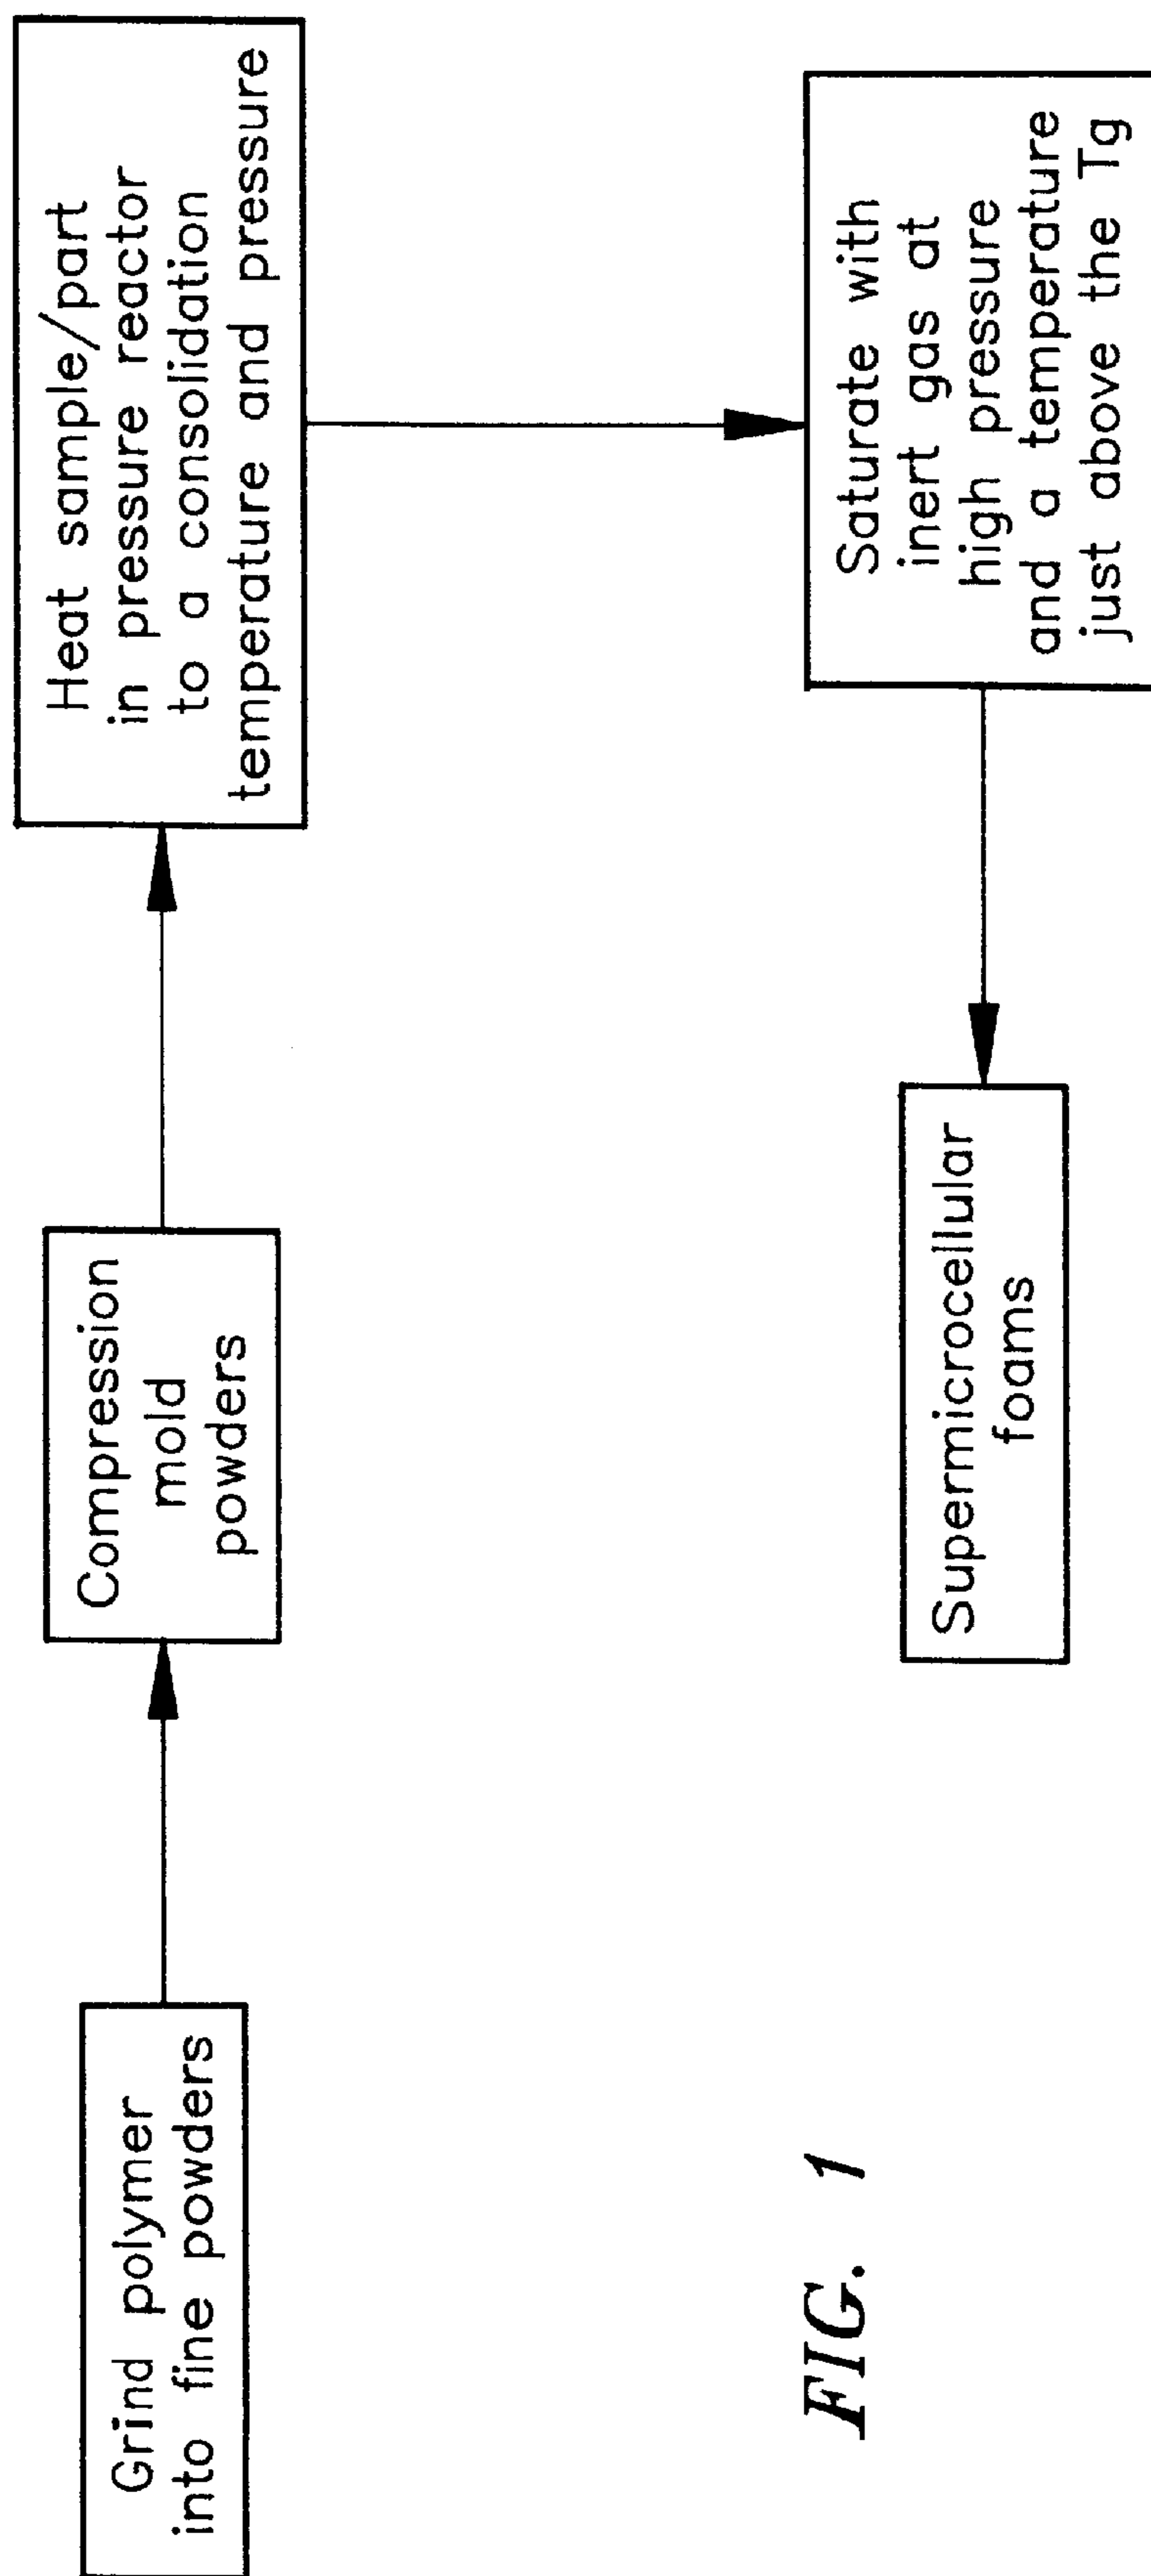 Grind polymer
into fine powders
Compression
mold
powders
Heat sample/part
in pressure reactor
to a consolidation
temperature and pressure
Saturate with
inert gas at
high pressure
and a temperature
just above the Tg
Supermicrocellular
foams
FIG. 1